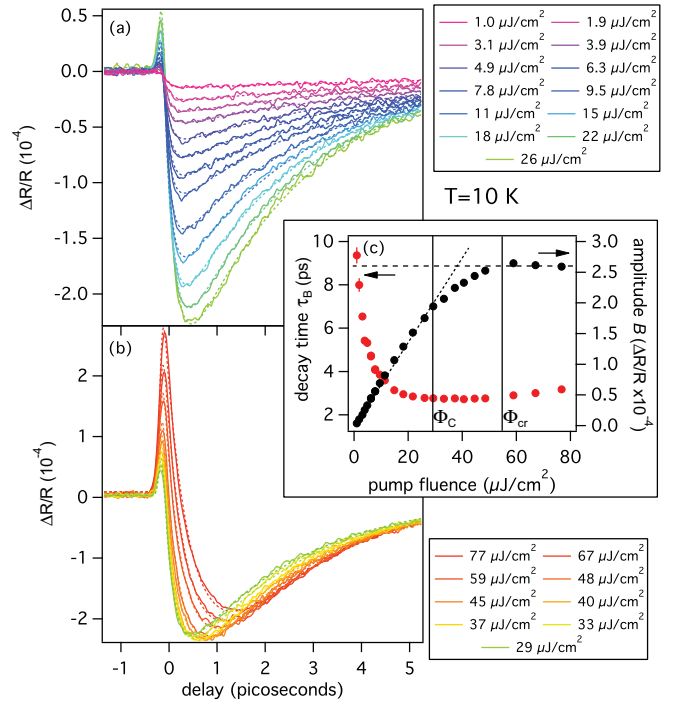 (a)
0.5
0.0
-0.5
-1.0
-1.5
-2.0
ΔR/R (10⁻⁴)
1.0 μJ/cm² 1.9 μJ/cm²
3.1 μJ/cm² 3.9 μJ/cm²
4.9 μJ/cm² 6.3 μJ/cm²
7.8 μJ/cm² 9.5 μJ/cm²
11 μJ/cm² 15 μJ/cm²
18 μJ/cm² 22 μJ/cm²
26 μJ/cm²
T=10 K
(c)
10
8
6
4
2
decay time τ_B (ps)
3.0
2.5
2.0
1.5
1.0
0.5
0.0
amplitude B (ΔR/R x10⁻⁴)
Φ_C
Φ_cr
0 20 40 60 80
pump fluence (μJ/cm²)
(b)
2
1
0
-1
-2
ΔR/R (10⁻⁴)
-1 0 1 2 3 4 5
delay (picoseconds)
77 μJ/cm² 67 μJ/cm²
59 μJ/cm² 48 μJ/cm²
45 μJ/cm² 40 μJ/cm²
37 μJ/cm² 33 μJ/cm²
29 μJ/cm²